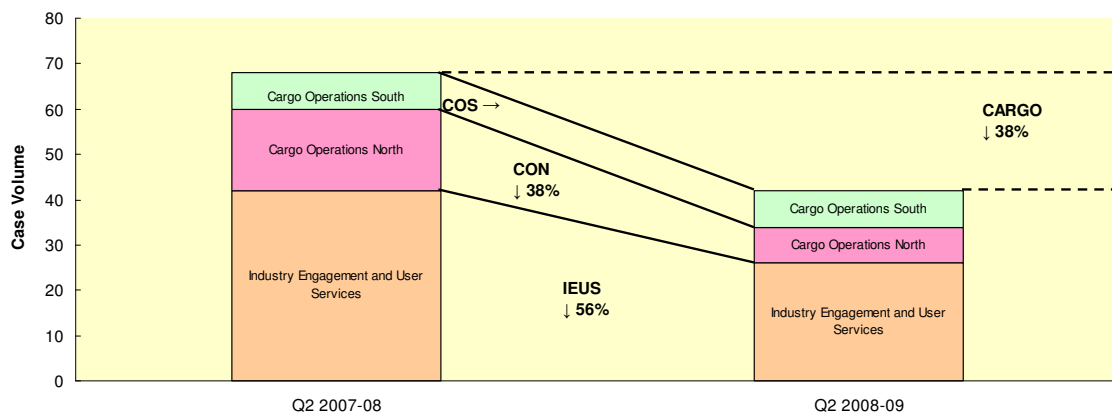 Case Volume
80
70
60
50
40
30
20
10
0
Cargo Operations South
Cargo Operations North
Industry Engagement and User
Services
COS →
CON
↓ 38%
IEUS
↓ 56%
CARGO
↓ 38%
Cargo Operations South
Cargo Operations North
Industry Engagement and User
Services
Q2 2007-08
Q2 2008-09